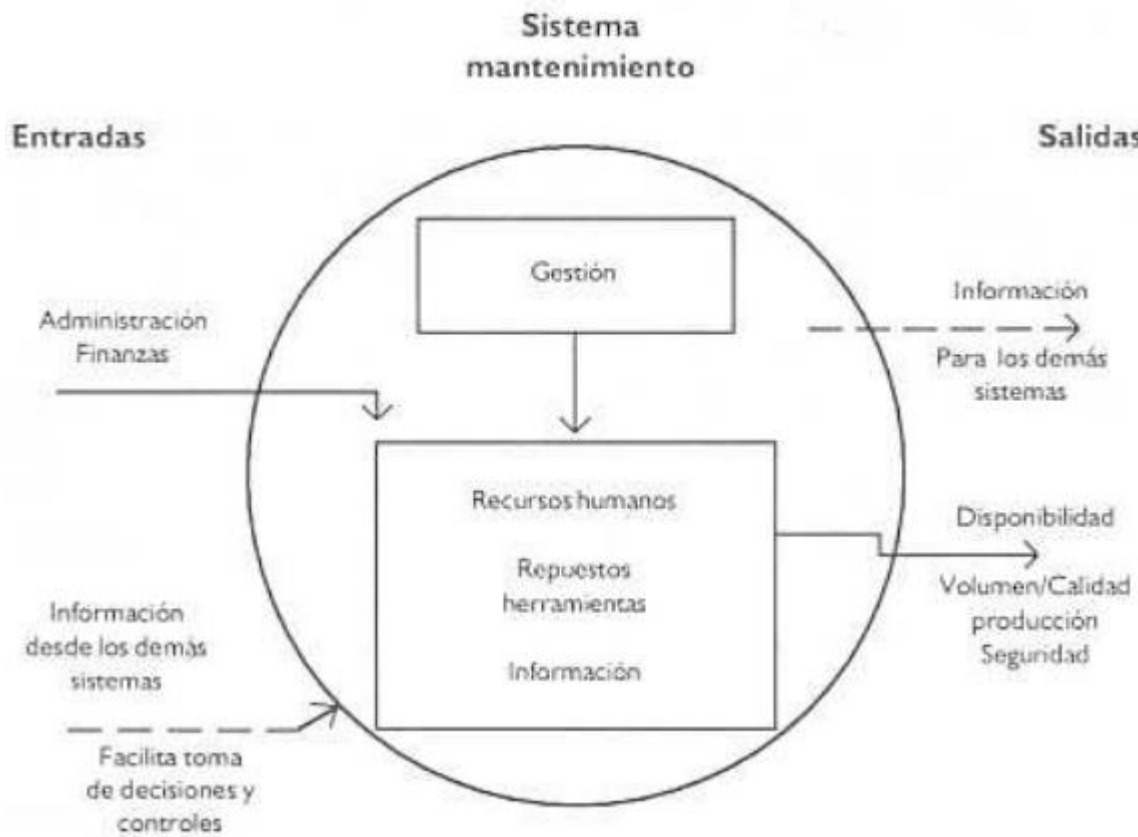 Sistema
mantenimiento
Entradas
Salidas
Gestión
Administración
Finanzas
Información
Para los demás
sistemas
Recursos humanos
Repuestos
herramientas
Información
Disponibilidad
Volumen/Calidad
producción
Seguridad
Información
desde los demás
sistemas
Facilita toma
de decisiones y
controles